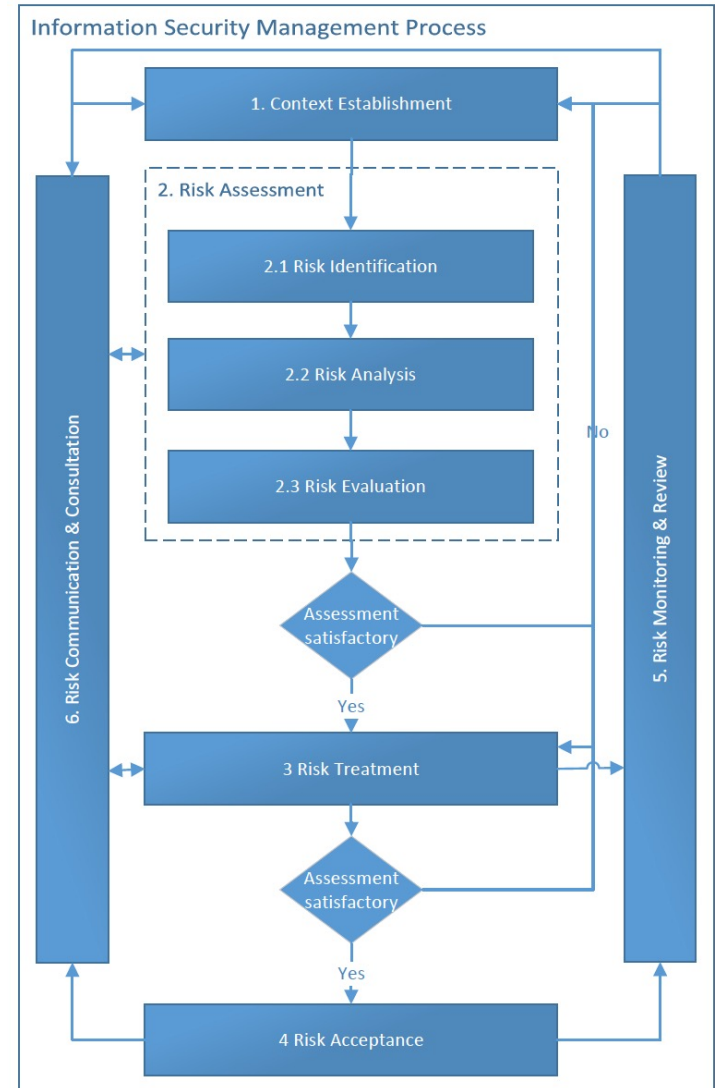 Information Security Management Process
1. Context Establishment
2. Risk Assessment
2.1 Risk Identification
2.2 Risk Analysis
2.3 Risk Evaluation
No
6. Risk Communication & Consultation
5. Risk Monitoring & Review
Assessment
satisfactory
Yes
3 Risk Treatment
Assessment
satisfactory
Yes
4 Risk Acceptance